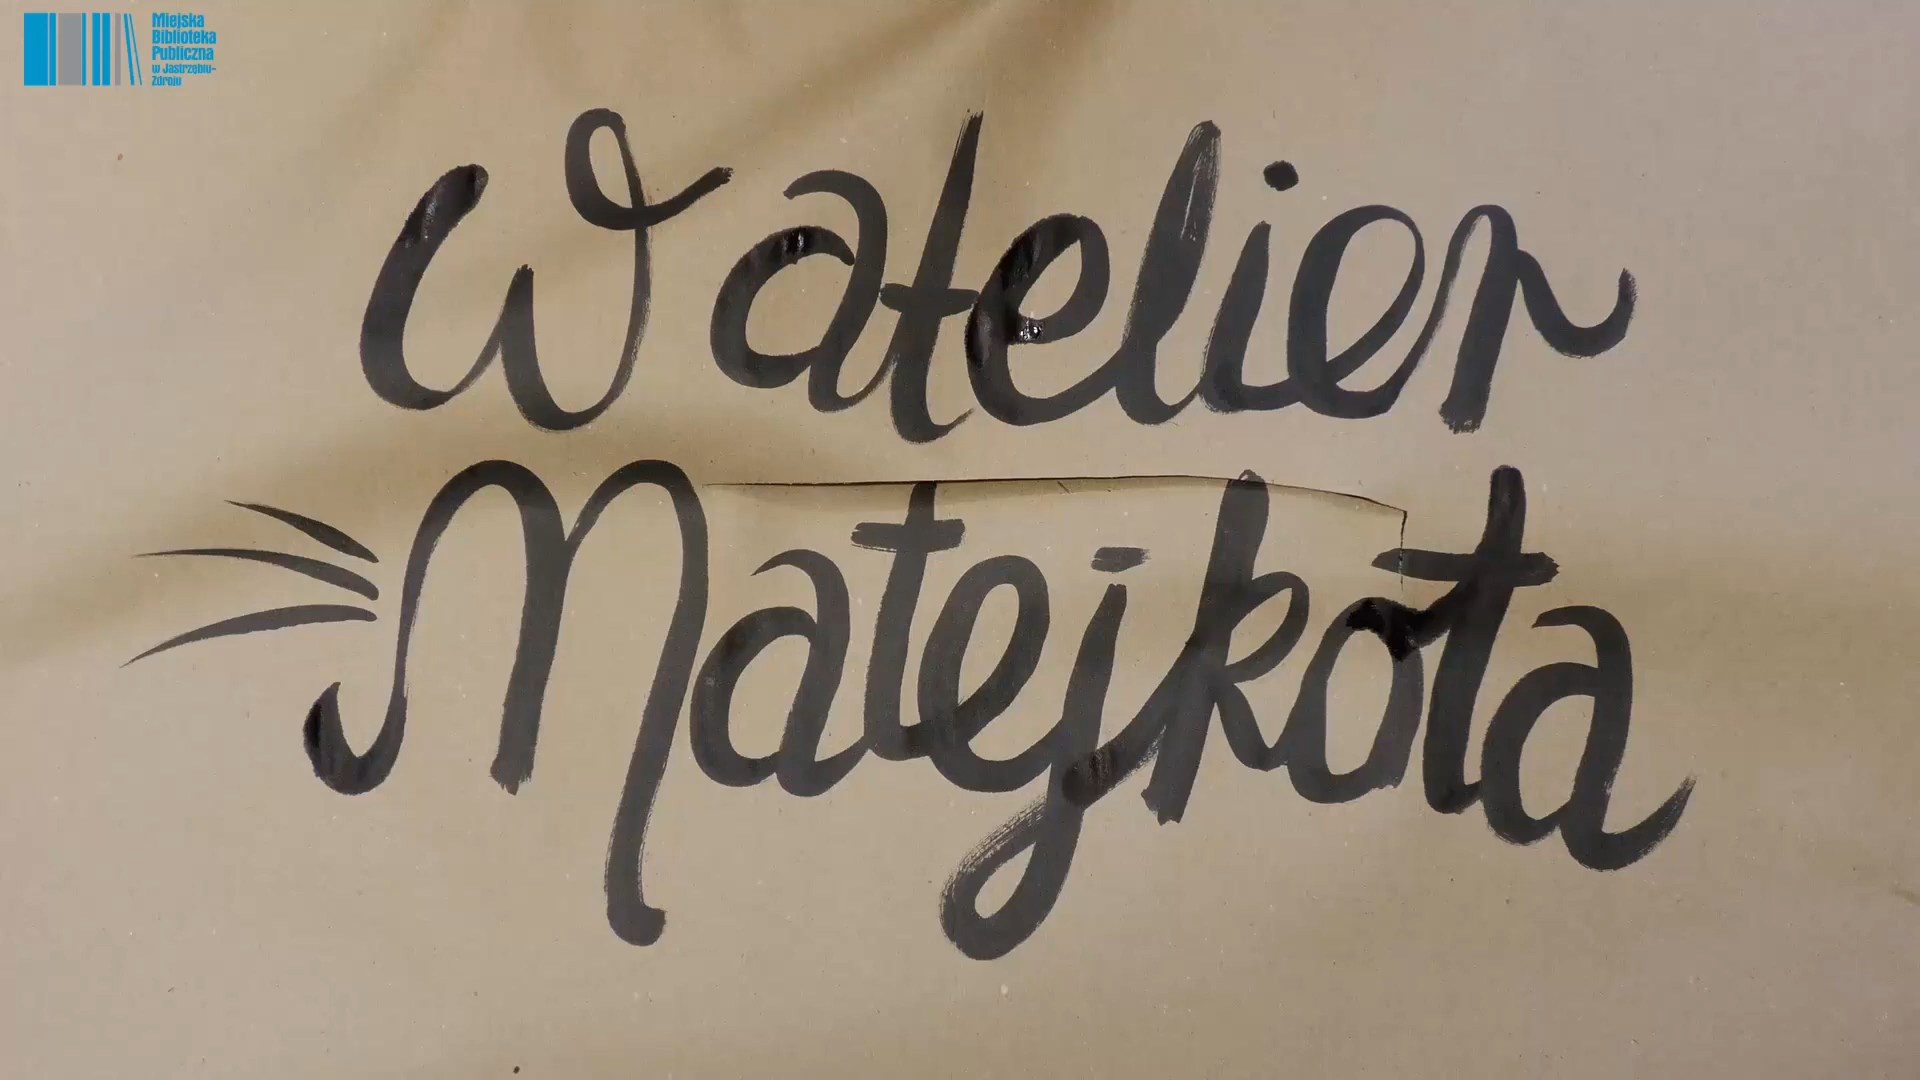 Miejska
Biblioteka
Publiczna
w Jastrzębiu-
Zdroju
W atelier
Matejkota